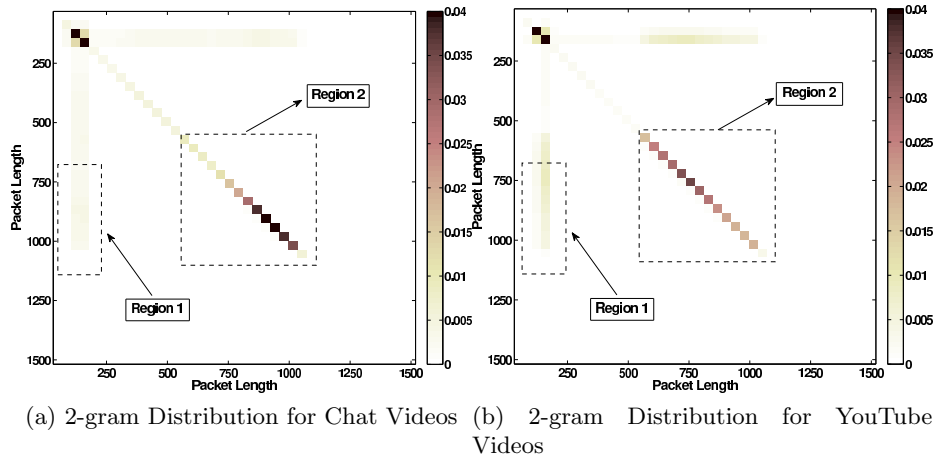 250
500
750
1000
1250
1500
Packet Length
250 500 750 1000 1250 1500
Packet Length
Region 1
Region 2
0.04
0.035
0.03
0.025
0.02
0.015
0.01
0.005
0
250
500
750
1000
1250
1500
Packet Length
250 500 750 1000 1250 1500
Packet Length
Region 1
Region 2
0.04
0.035
0.03
0.025
0.02
0.015
0.01
0.005
0
(a) 2-gram Distribution for Chat Videos
(b) 2-gram Distribution for YouTube
Videos